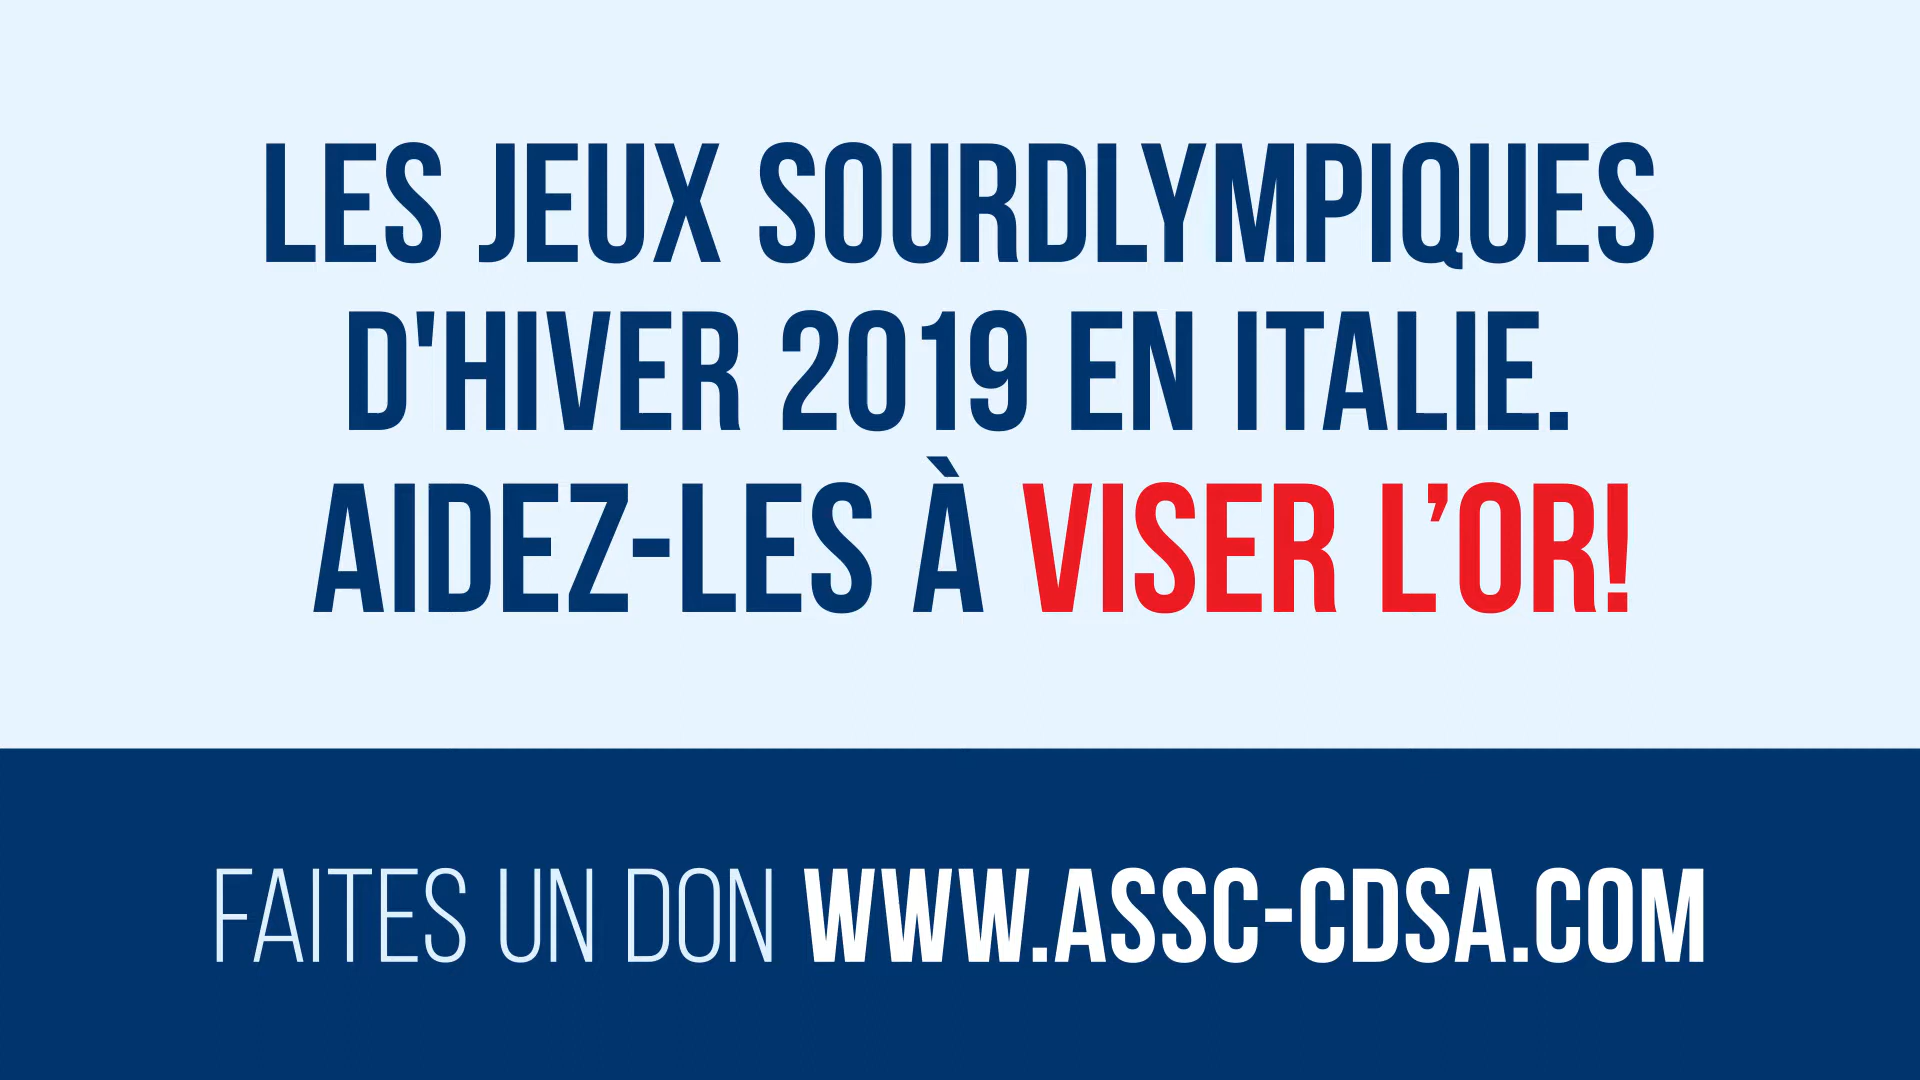 LES JEUX SOURDLYMPIQUES
D'HIVER 2019 EN ITALIE.
AIDEZ-LES À VISER L’OR!
FAITES UN DON WWW.ASSC-CDSA.COM